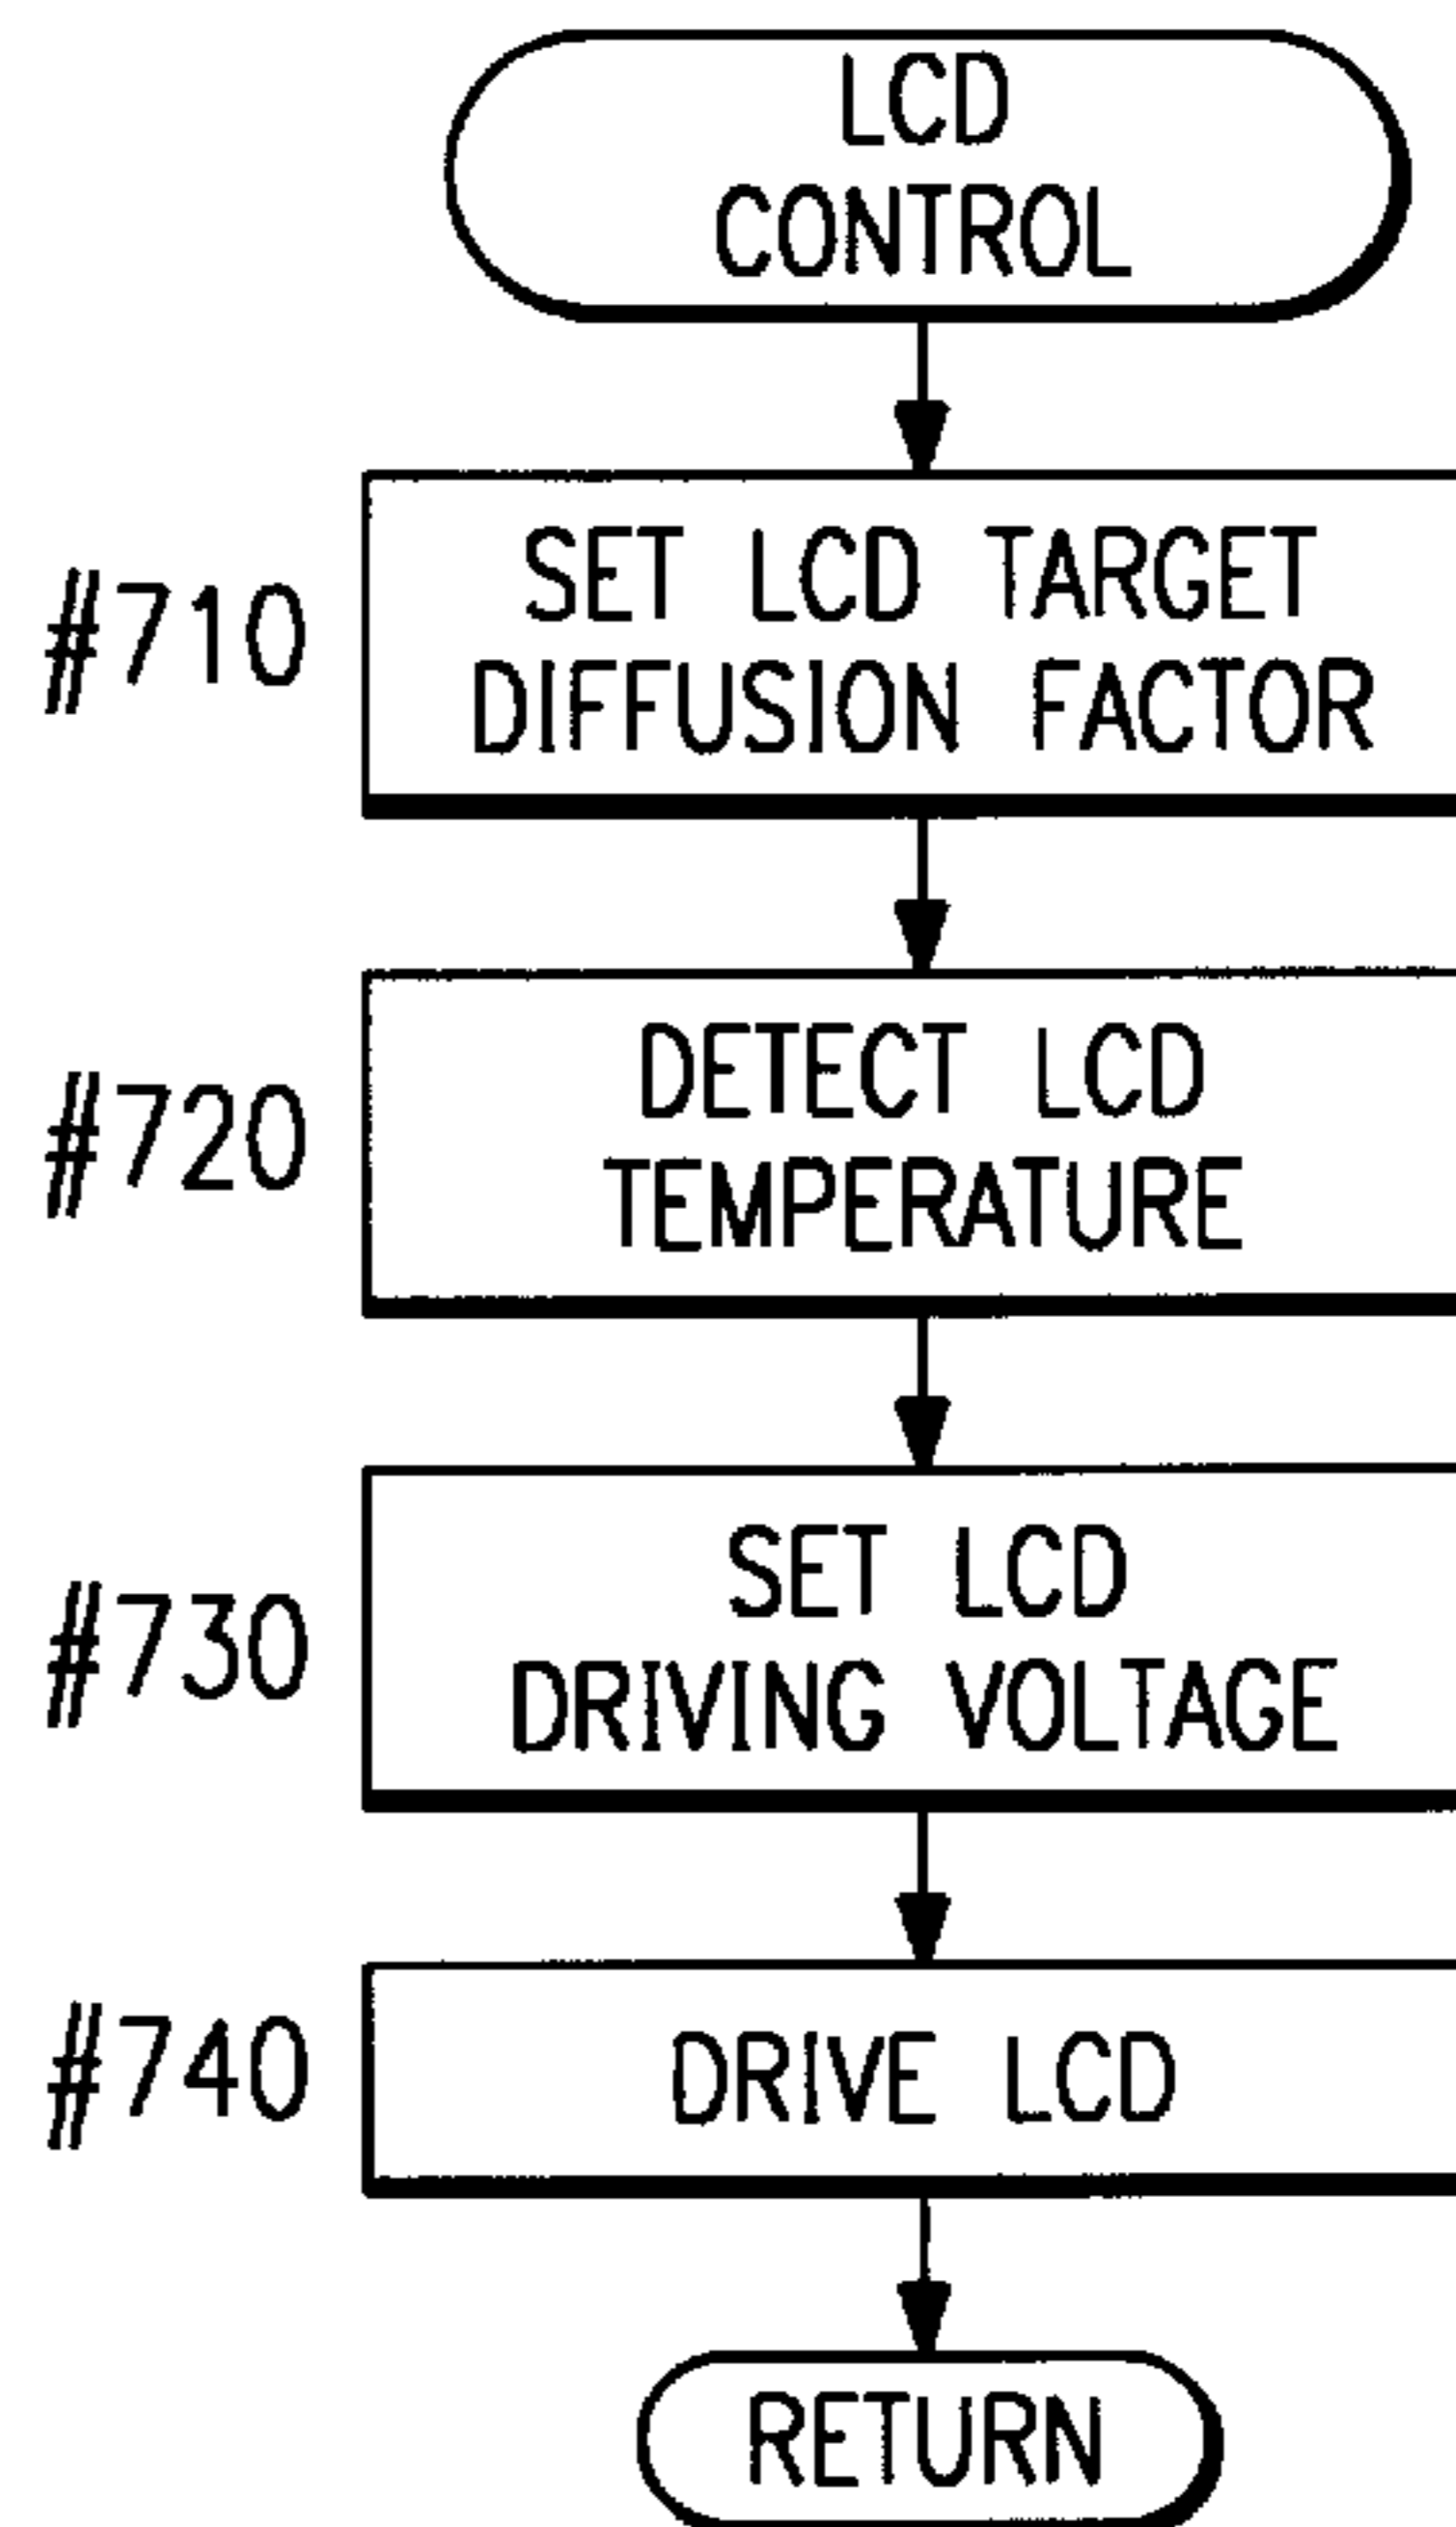 LCD
CONTROL
#710
SET LCD TARGET
DIFFUSION FACTOR
#720
DETECT LCD
TEMPERATURE
#730
SET LCD
DRIVING VOLTAGE
#740
DRIVE LCD
RETURN